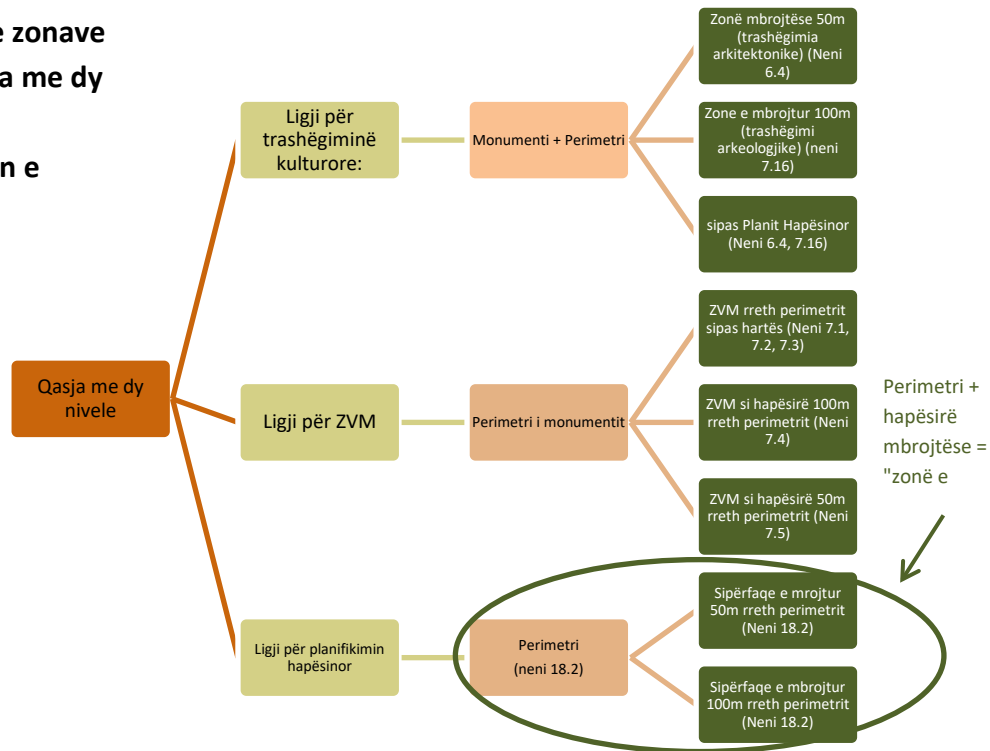 e zonave
a me dy
n e
Qasja me dy
nivele
Ligji për
trashëgiminë
kulturore:
Monumenti + Perimetri
Zonë mbrojtëse 50m
(trashëgimia
arkitektonike) (Neni
6.4)
Zone e mbrojtur 100m
(trashëgimi
arkeologjike) (neni
7.16)
sipas Planit Hapësinor
(Neni 6.4, 7.16)
Ligji për ZVM
Perimetri i monumentit
ZVM rreth perimetrit
sipas hartës (Neni 7.1,
7.2, 7.3)
ZVM si hapësirë 100m
rreth perimetrit (Neni
7.4)
ZVM si hapësirë 50m
rreth perimetrit (Neni
7.5)
Perimetri +
hapësirë
mbrojtëse =
"zonë e
Ligji për planifikimin
hapësinor
Perimetri
(neni 18.2)
Sipërfaqe e mrojtur
50m rreth perimetrit
(Neni 18.2)
Sipërfaqe e mbrojtur
100m rreth perimetrit
(Neni 18.2)